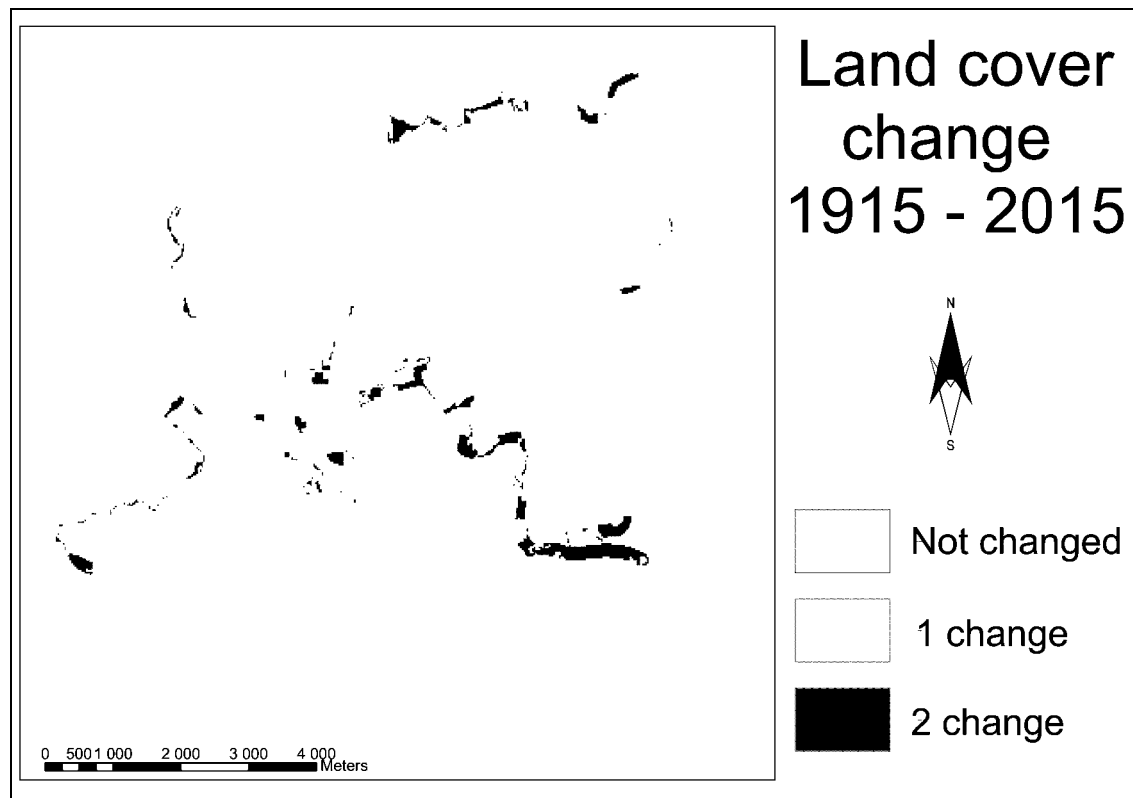 Land cover
change
1915 - 2015
N
S
Not changed
1 change
2 change
0 500 1 000 2 000 3 000 4 000
Meters